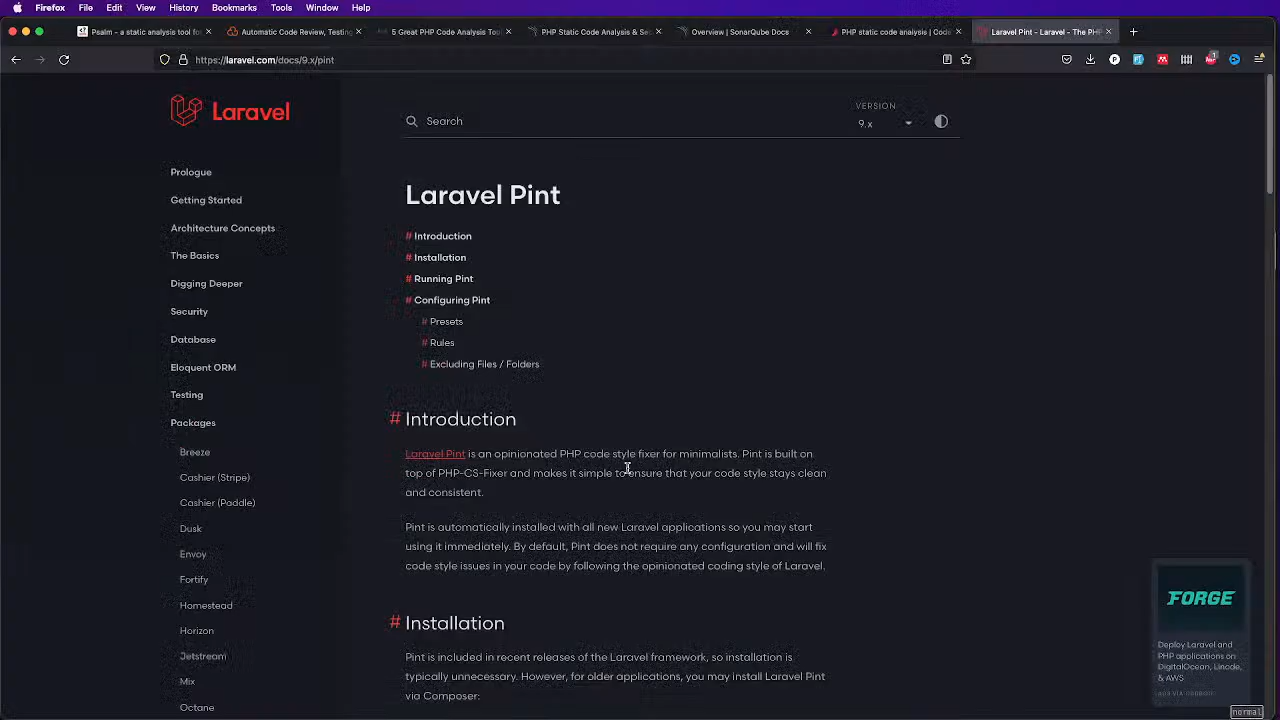 Firefox File Edit View History Bookmarks Tools Window Help
Psalm – a static analysis tool fo
Automatic Code Review, Testing
5 Great PHP Code Analysis Tool
PHP Static Code Analysis & Se
Overview | SonarQube Docs
PHP static code analysis | Code
Laravel Pint - Laravel - The PHP
https://laravel.com/docs/9.x/pint
Laravel
Search
VERSION
9.x
Prologue
Getting Started
Architecture Concepts
The Basics
Digging Deeper
Security
Database
Eloquent ORM
Testing
Packages
Breeze
Cashier (Stripe)
Cashier (Paddle)
Dusk
Envoy
Fortify
Homestead
Horizon
Jetstream
Mix
Octane
Laravel Pint
# Introduction
# Installation
# Running Pint
# Configuring Pint
# Presets
# Rules
# Excluding Files / Folders
# Introduction
Laravel Pint is an opinionated PHP code style fixer for minimalists. Pint is built on
top of PHP-CS-Fixer and makes it simple to ensure that your code style stays clean
and consistent.
Pint is automatically installed with all new Laravel applications so you may start
using it immediately. By default, Pint does not require any configuration and will fix
code style issues in your code by following the opinionated coding style of Laravel.
# Installation
Pint is included in recent releases of the Laravel framework, so installation is
typically unnecessary. However, for older applications, you may install Laravel Pint
via Composer:
FORGE
Deploy Laravel and
PHP applications on
DigitalOcean, Linode,
& AWS.
normal